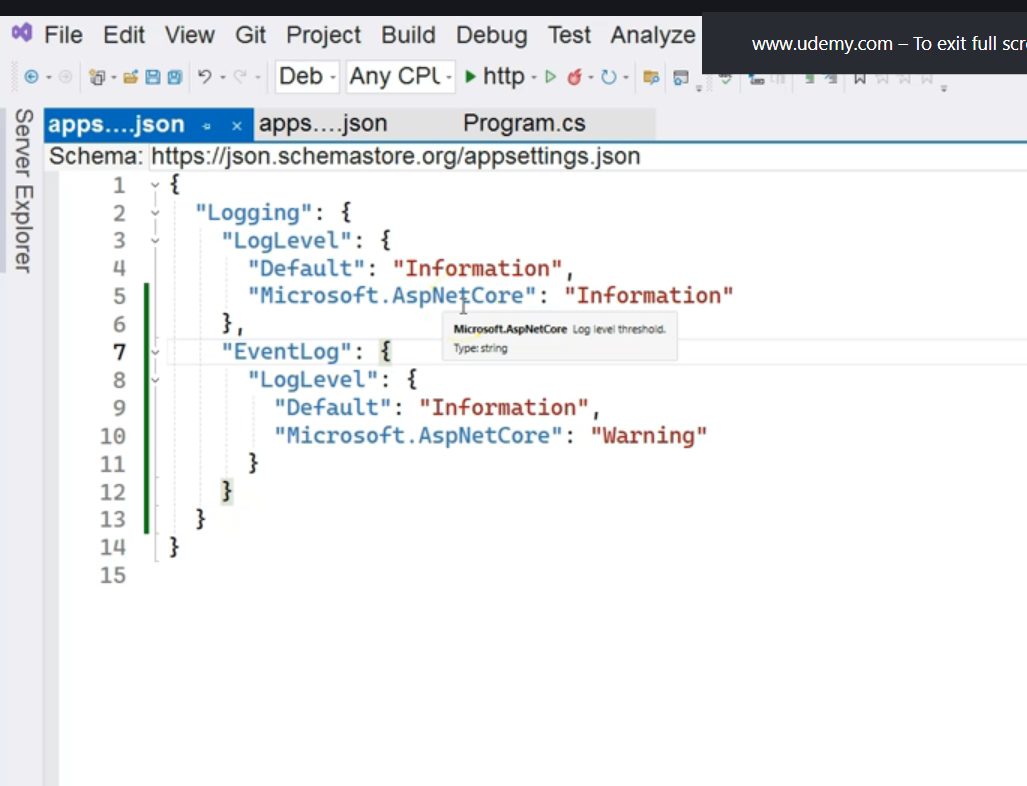 File Edit View Git Project Build Debug Test Analyze
www.udemy.com – To exit full scre
Deb Any CPU http
Server Explorer
apps....json apps....json Program.cs
Schema: https://json.schemastore.org/appsettings.json
1 {
2 "Logging": {
3 "LogLevel": {
4 "Default": "Information",
5 "Microsoft.AspNetCore": "Information"
6 },
Microsoft.AspNetCore Log level threshold.
Type: string
7 "EventLog": {
8 "LogLevel": {
9 "Default": "Information",
10 "Microsoft.AspNetCore": "Warning"
11 }
12 }
13 }
14 }
15